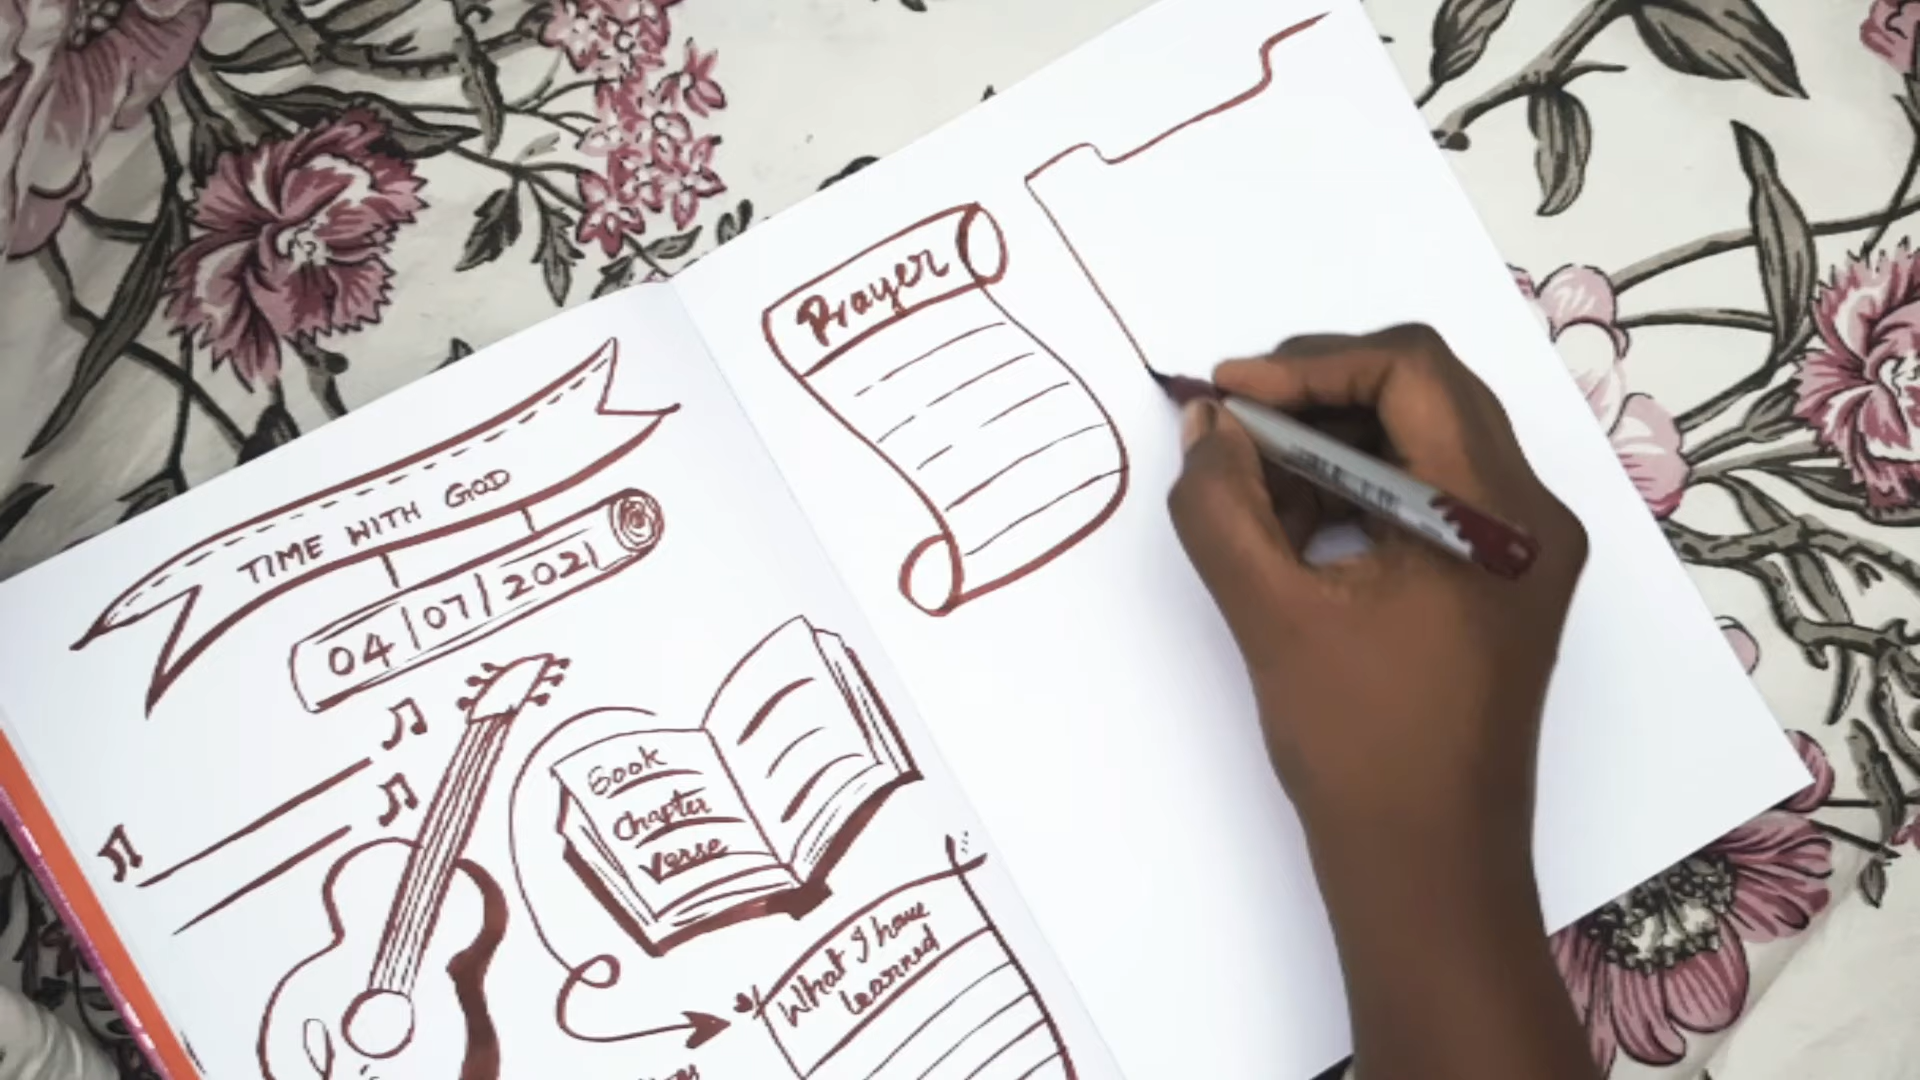 TIME WITH GOD
04/07/2021
Book
Chapter
Verse
What I have
learned
Prayer